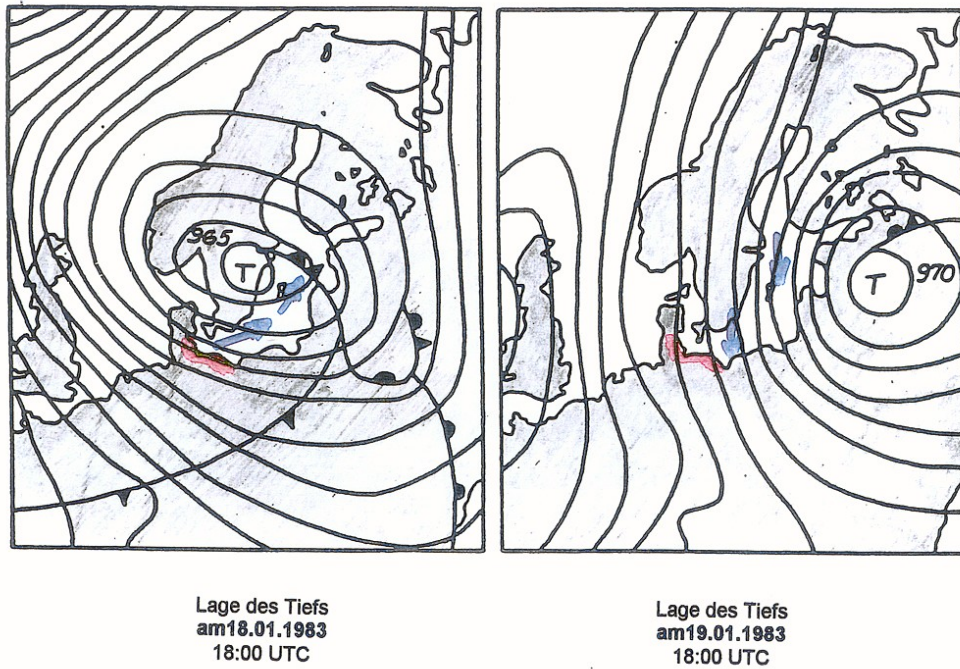 965
T
T
970
Lage des Tiefs
am18.01.1983
18:00 UTC
Lage des Tiefs
am19.01.1983
18:00 UTC